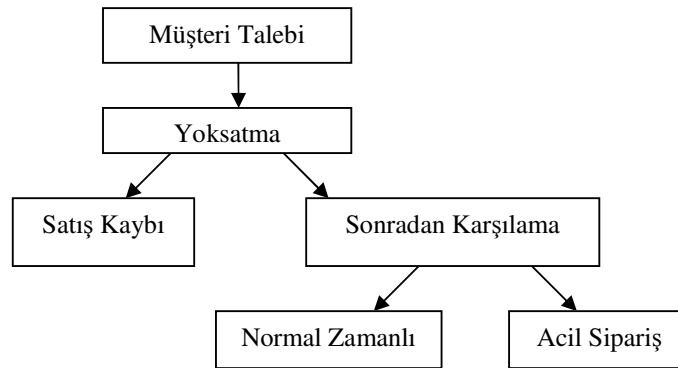 Müşteri Talebi
Yoksatma
Satış Kaybı
Sonradan Karşılama
Normal Zamanlı
Acil Sipariş